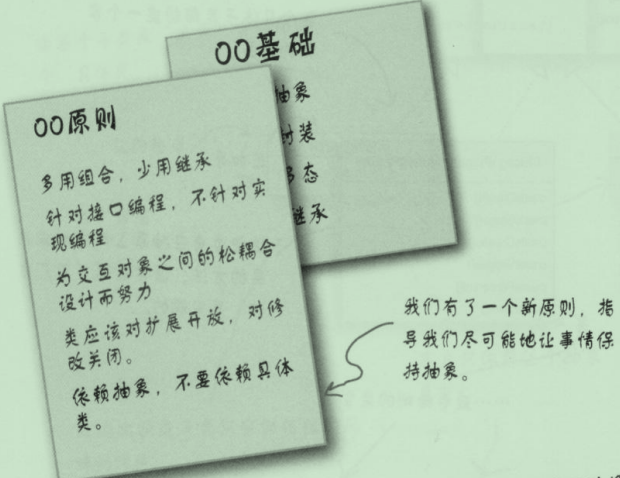 OO基础
抽象
封装
多态
继承
OO原则
多用组合，少用继承
针对接口编程，不针对实
现编程
为交互对象之间的松耦合
设计而努力
类应该对扩展开放，对修
改关闭。
依赖抽象，不要依赖具体
类。
我们有了一个新原则，指
导我们尽可能地让事情保
持抽象。